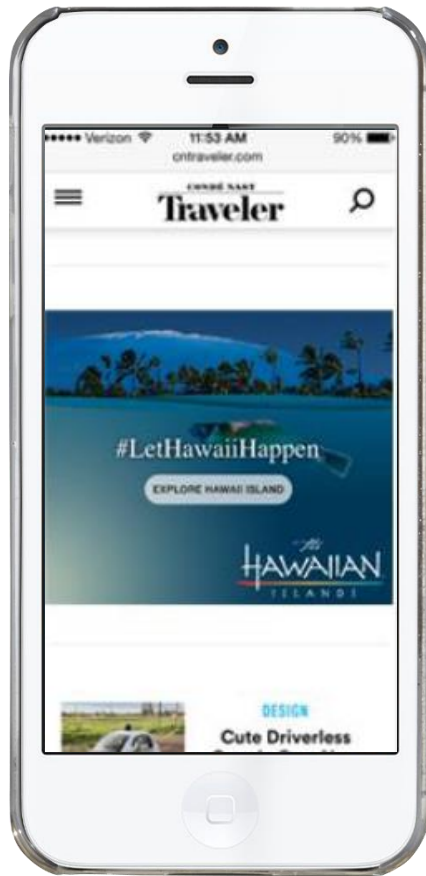 Verizon 11:53 AM 90%
cntraveler.com
CONDÉ NAST
Traveler
#LetHawaiiHappen
EXPLORE HAWAII ISLAND
The
HAWAIIAN
ISLANDS
DESIGN
Cute Driverless